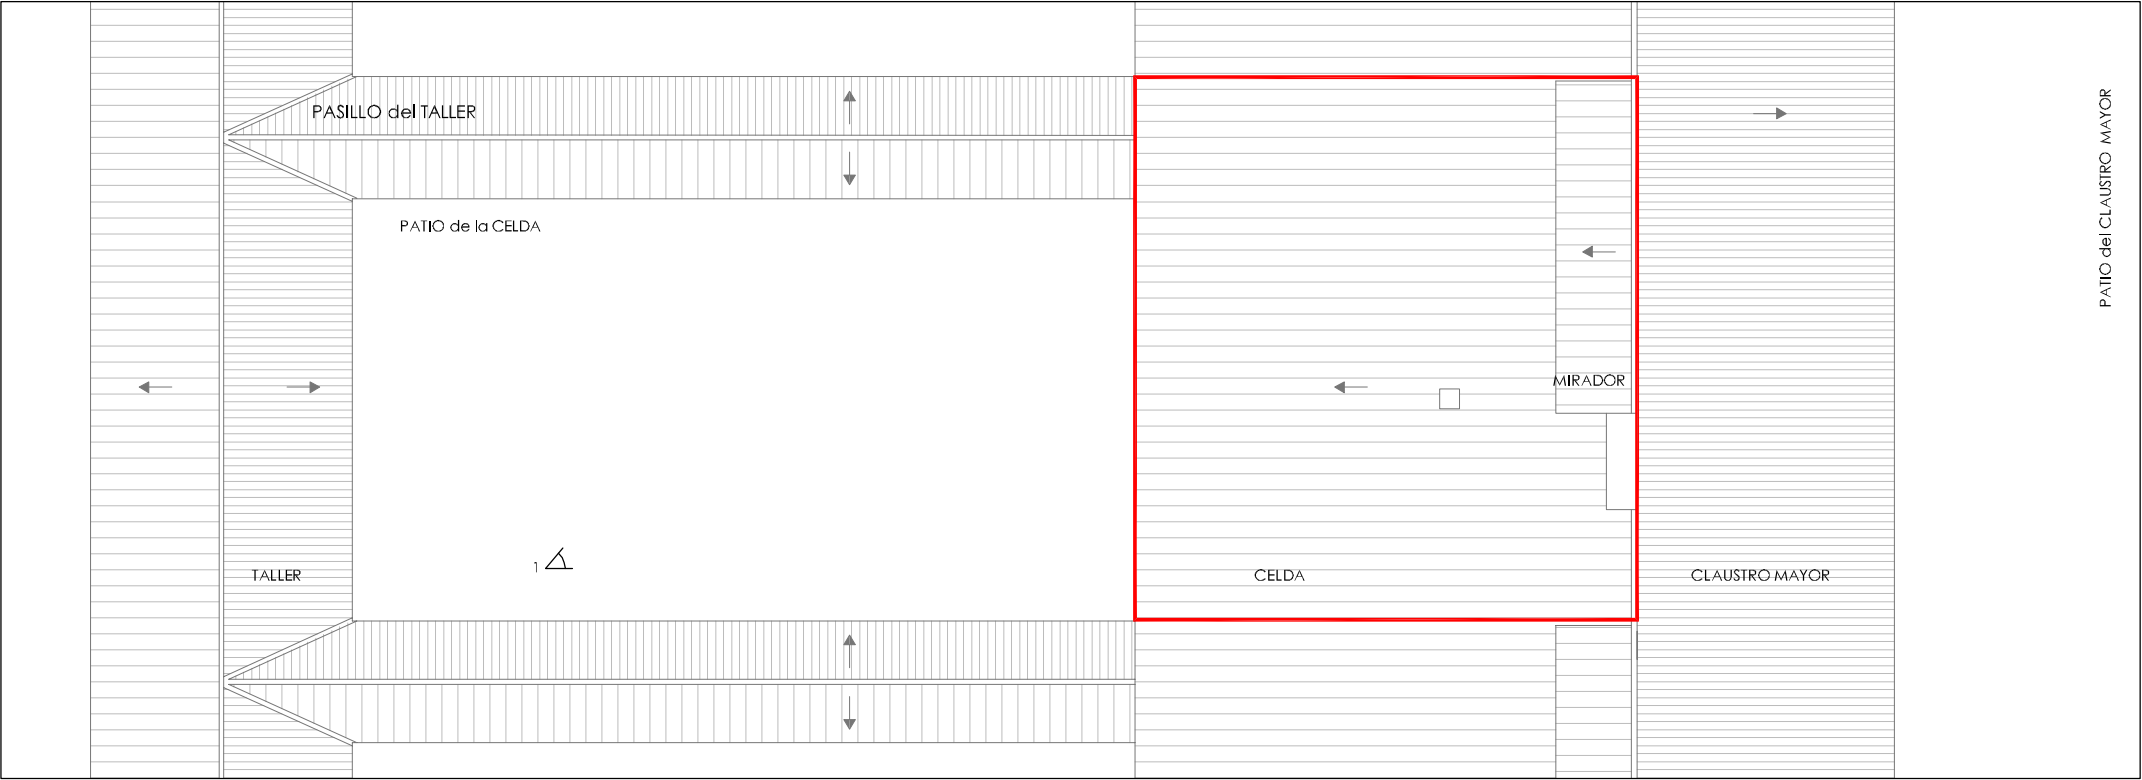 PASILLO del TALLER
PATIO del CLAUSTRO MAYOR
PATIO de la CELDA
MIRADOR
1
TALLER
CELDA
CLAUSTRO MAYOR